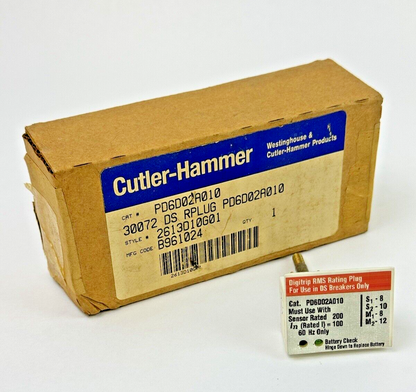 Cutler-Hammer
Westinghouse &
Cutler-Hammer Products
CAT # PD6D02A010
30072 DS RPLUG PD6D02A010
STYLE # 2613D10G01
MFG CODE B961024
QTY 1
2613D10G01
Digitrip RMS Rating Plug
For Use in DS Breakers Only
Cat. PD6D02A010
Must Use With
Sensor Rated 200
In (Rated I) = 100
60 Hz Only
S1 - 8
S2 - 10
M1 - 8
M2 - 12
Battery Check
Hinge Down to Replace Battery